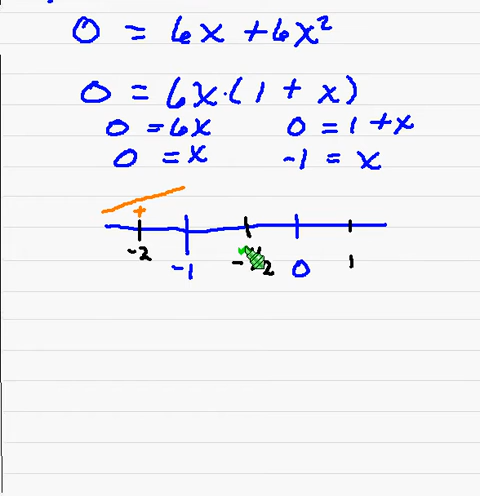 0 = 6x + 6x²
0 = 6x·(1 + x)
0 = 6x 0 = 1 + x
0 = x -1 = x
+
-2 -1 0 1